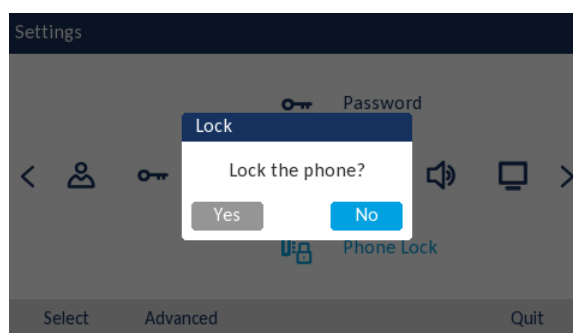 Settings
Password
Lock
Lock the phone?
Yes No
Phone Lock
Select Advanced Quit